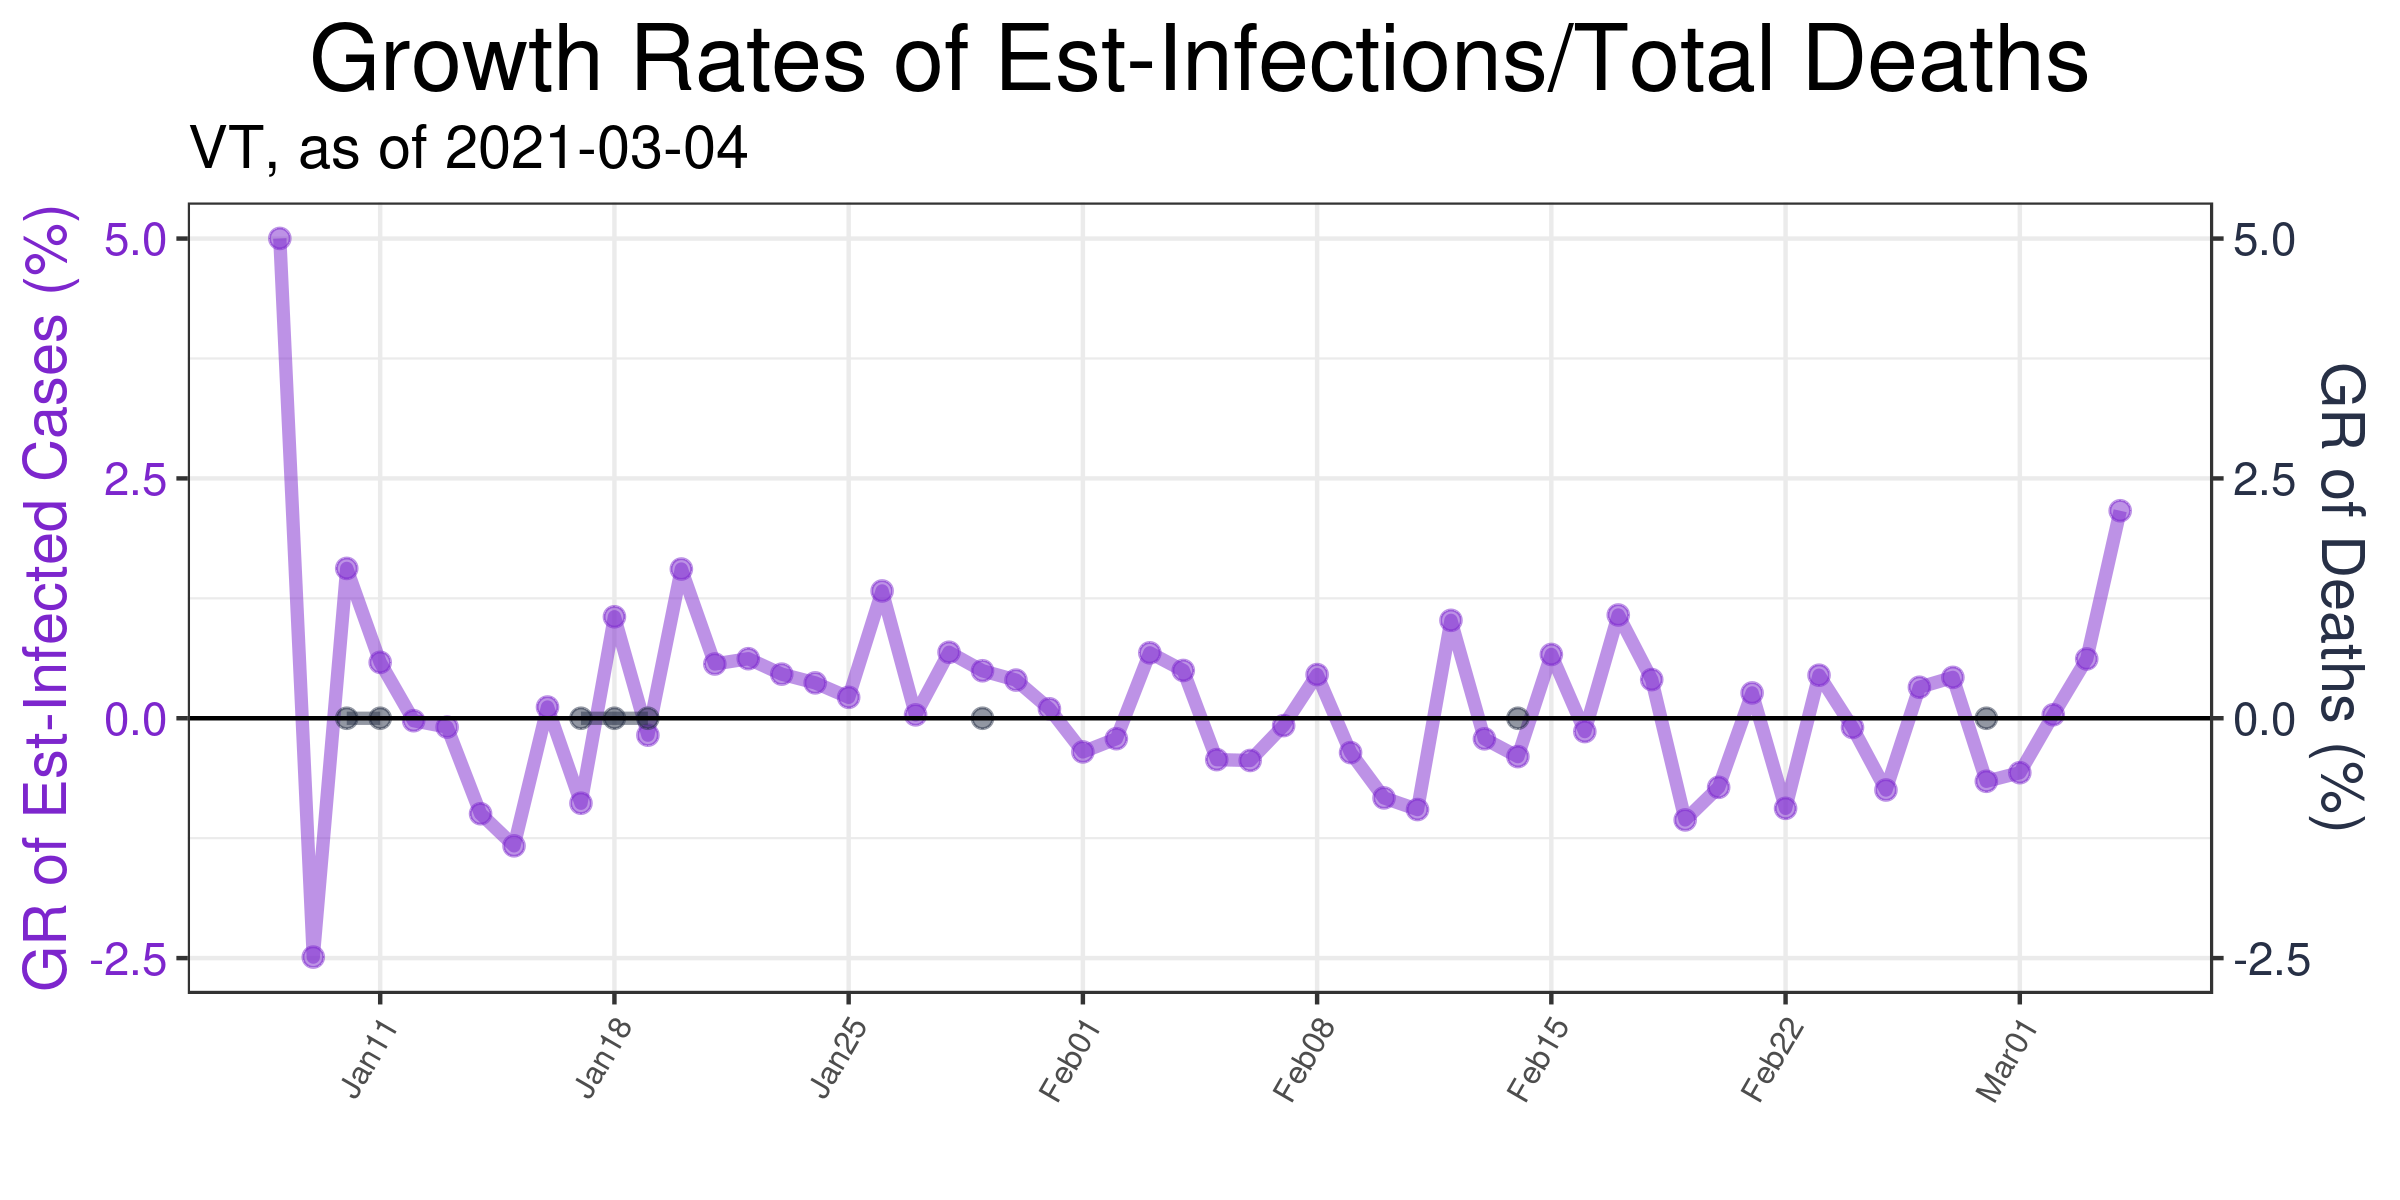 Growth Rates of Est-Infections/Total Deaths
VT, as of 2021-03-04
GR of Est-Infected Cases (%)
5.0
2.5
0.0
-2.5
5.0
2.5
0.0
-2.5
GR of Deaths (%)
Jan11
Jan18
Jan25
Feb01
Feb08
Feb15
Feb22
Mar01